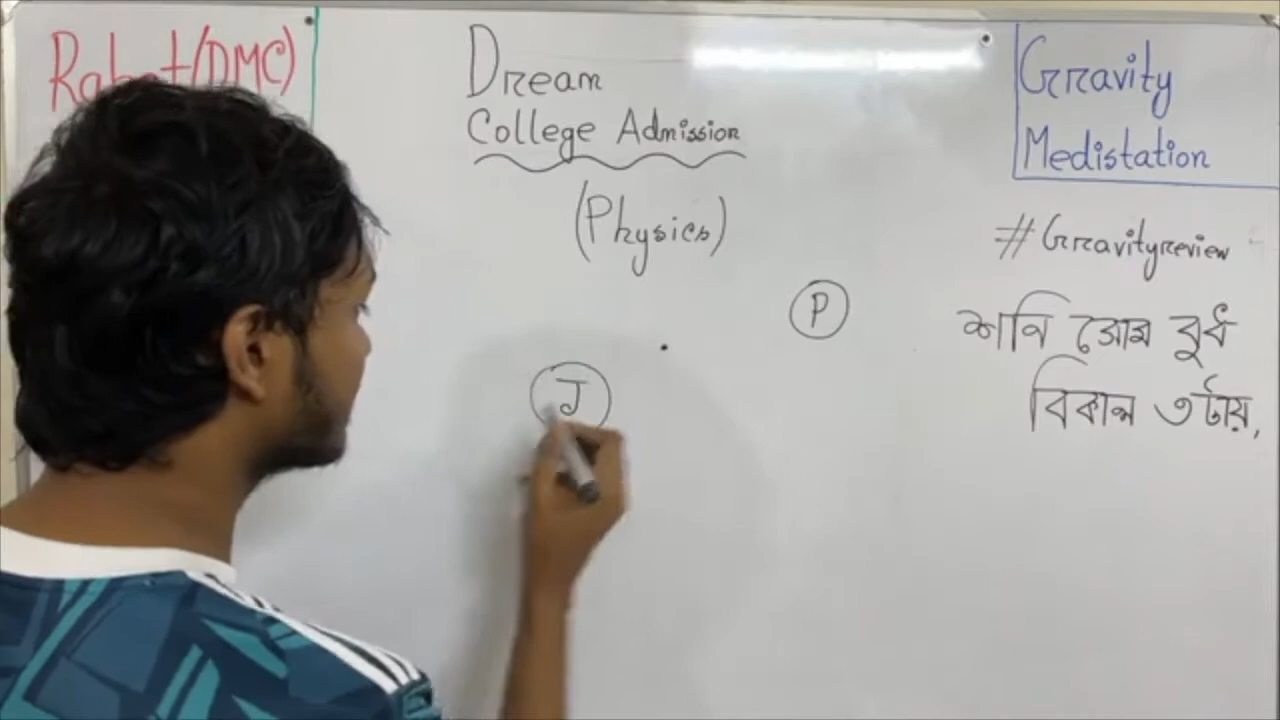 (DMC)
Dream
College Admission
(Physics)
Gravity
Medistation
#Gravityreview
শনি সোম বুধ
বিকাল ৩টায়,
P
J